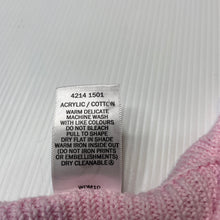 4214 1501
ACRYLIC / COTTON
WARM DELICATE
MACHINE WASH
WITH LIKE COLOURS
DO NOT BLEACH
PULL TO SHAPE
DRY FLAT IN SHADE
WARM IRON INSIDE OUT
(DO NOT IRON PRINTS
OR EMBELLISHMENTS)
DRY CLEANABLE Ⓐ
WPM10